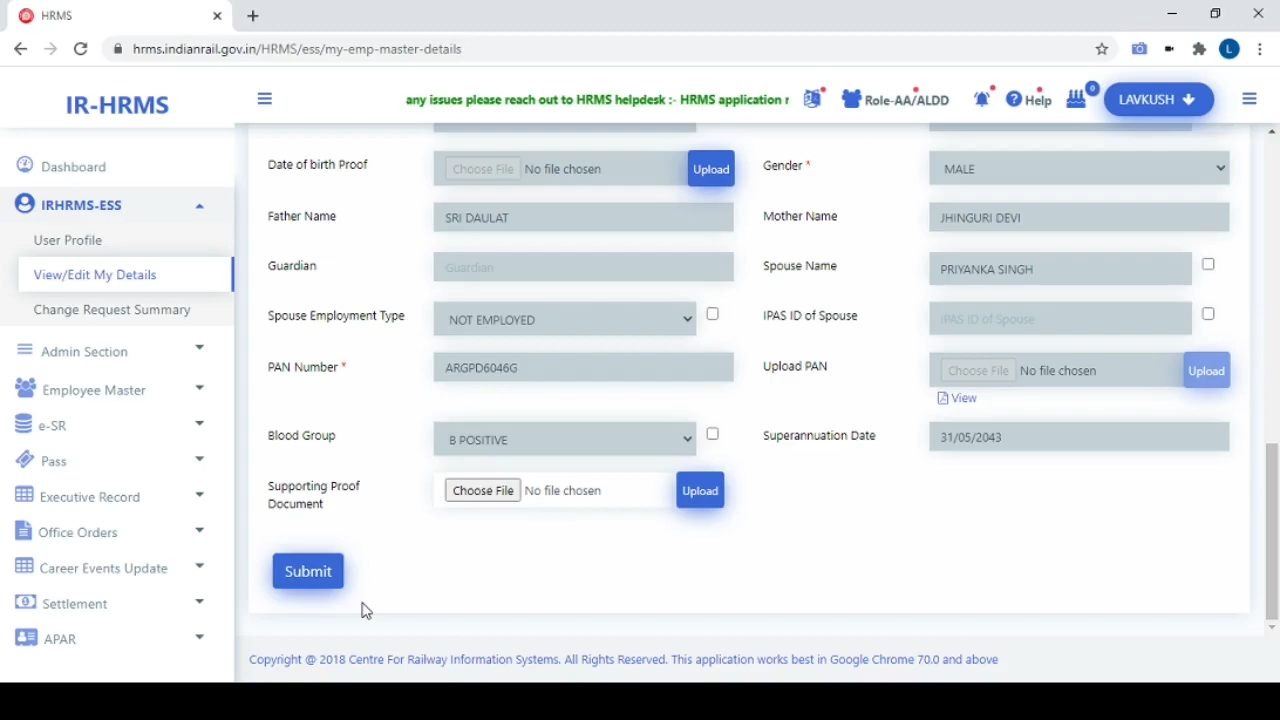 HRMS
hrms.indianrail.gov.in/HRMS/ess/my-emp-master-details
L
IR-HRMS
any issues please reach out to HRMS helpdesk :- HRMS application
Role-AA/ALDD
Help
0
LAVKUSH
Dashboard
IRHRMS-ESS
User Profile
View/Edit My Details
Change Request Summary
Admin Section
Employee Master
e-SR
Pass
Executive Record
Office Orders
Career Events Update
Settlement
APAR
Date of birth Proof Choose File No file chosen Upload Gender * MALE
Father Name SRI DAULAT Mother Name JHINGURI DEVI
Guardian Guardian Spouse Name PRIYANKA SINGH
Spouse Employment Type NOT EMPLOYED IPAS ID of Spouse IPAS ID of Spouse
PAN Number * ARGPD6046G Upload PAN Choose File No file chosen Upload
View
Blood Group B POSITIVE Superannuation Date 31/05/2043
Supporting Proof Choose File No file chosen Upload
Document
Submit
Copyright @ 2018 Centre For Railway Information Systems. All Rights Reserved. This application works best in Google Chrome 70.0 and above